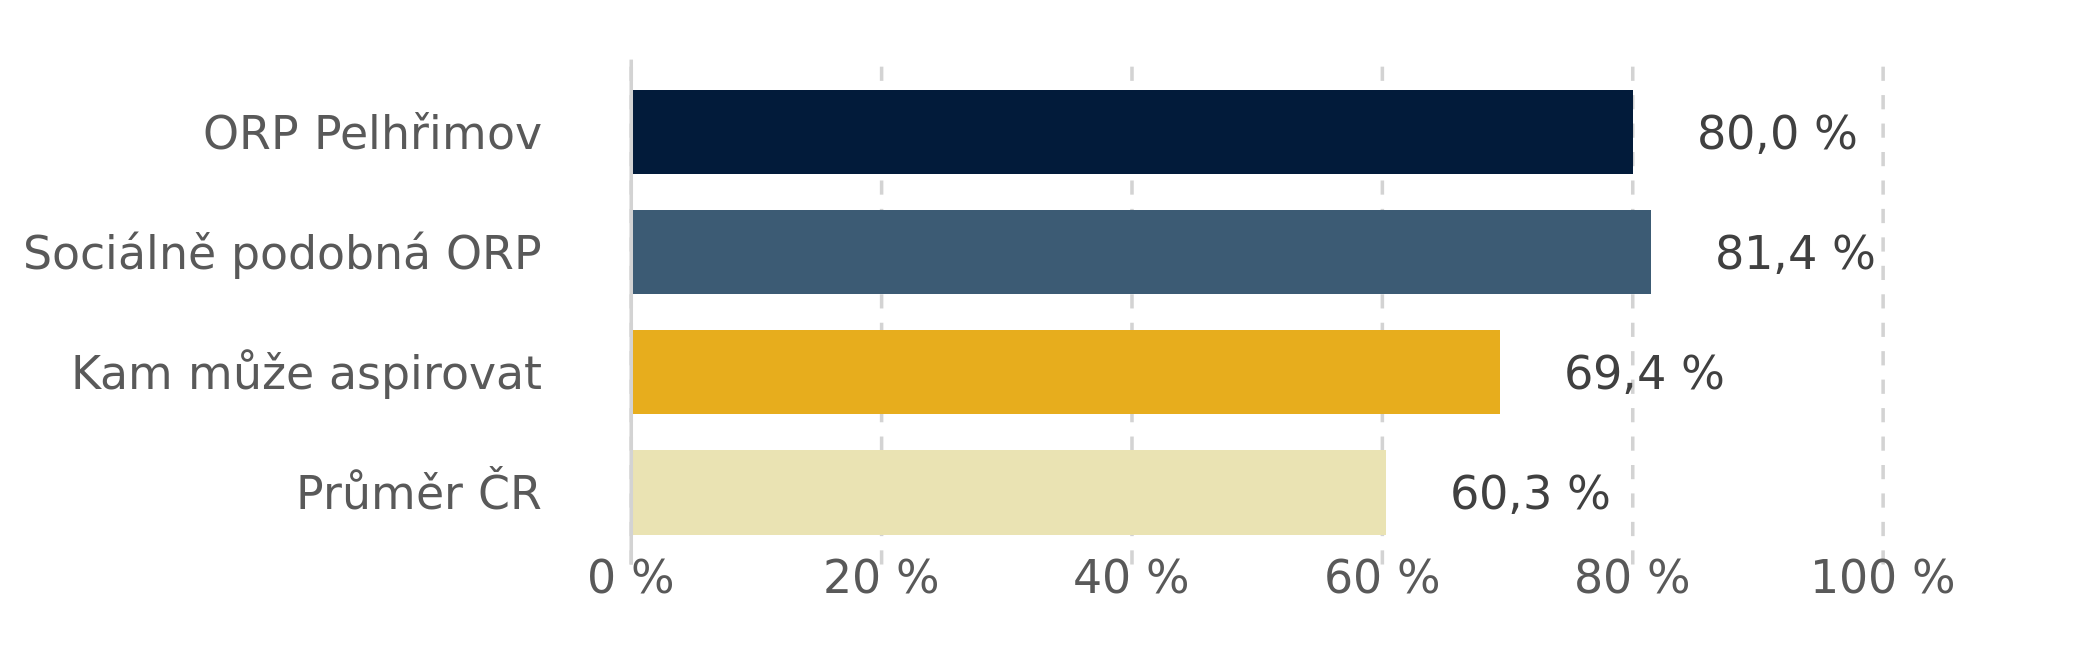 ORP Pelhřimov 80,0 %
Sociálně podobná ORP 81,4 %
Kam může aspirovat 69,4 %
Průměr ČR 60,3 %
0 % 20 % 40 % 60 % 80 % 100 %